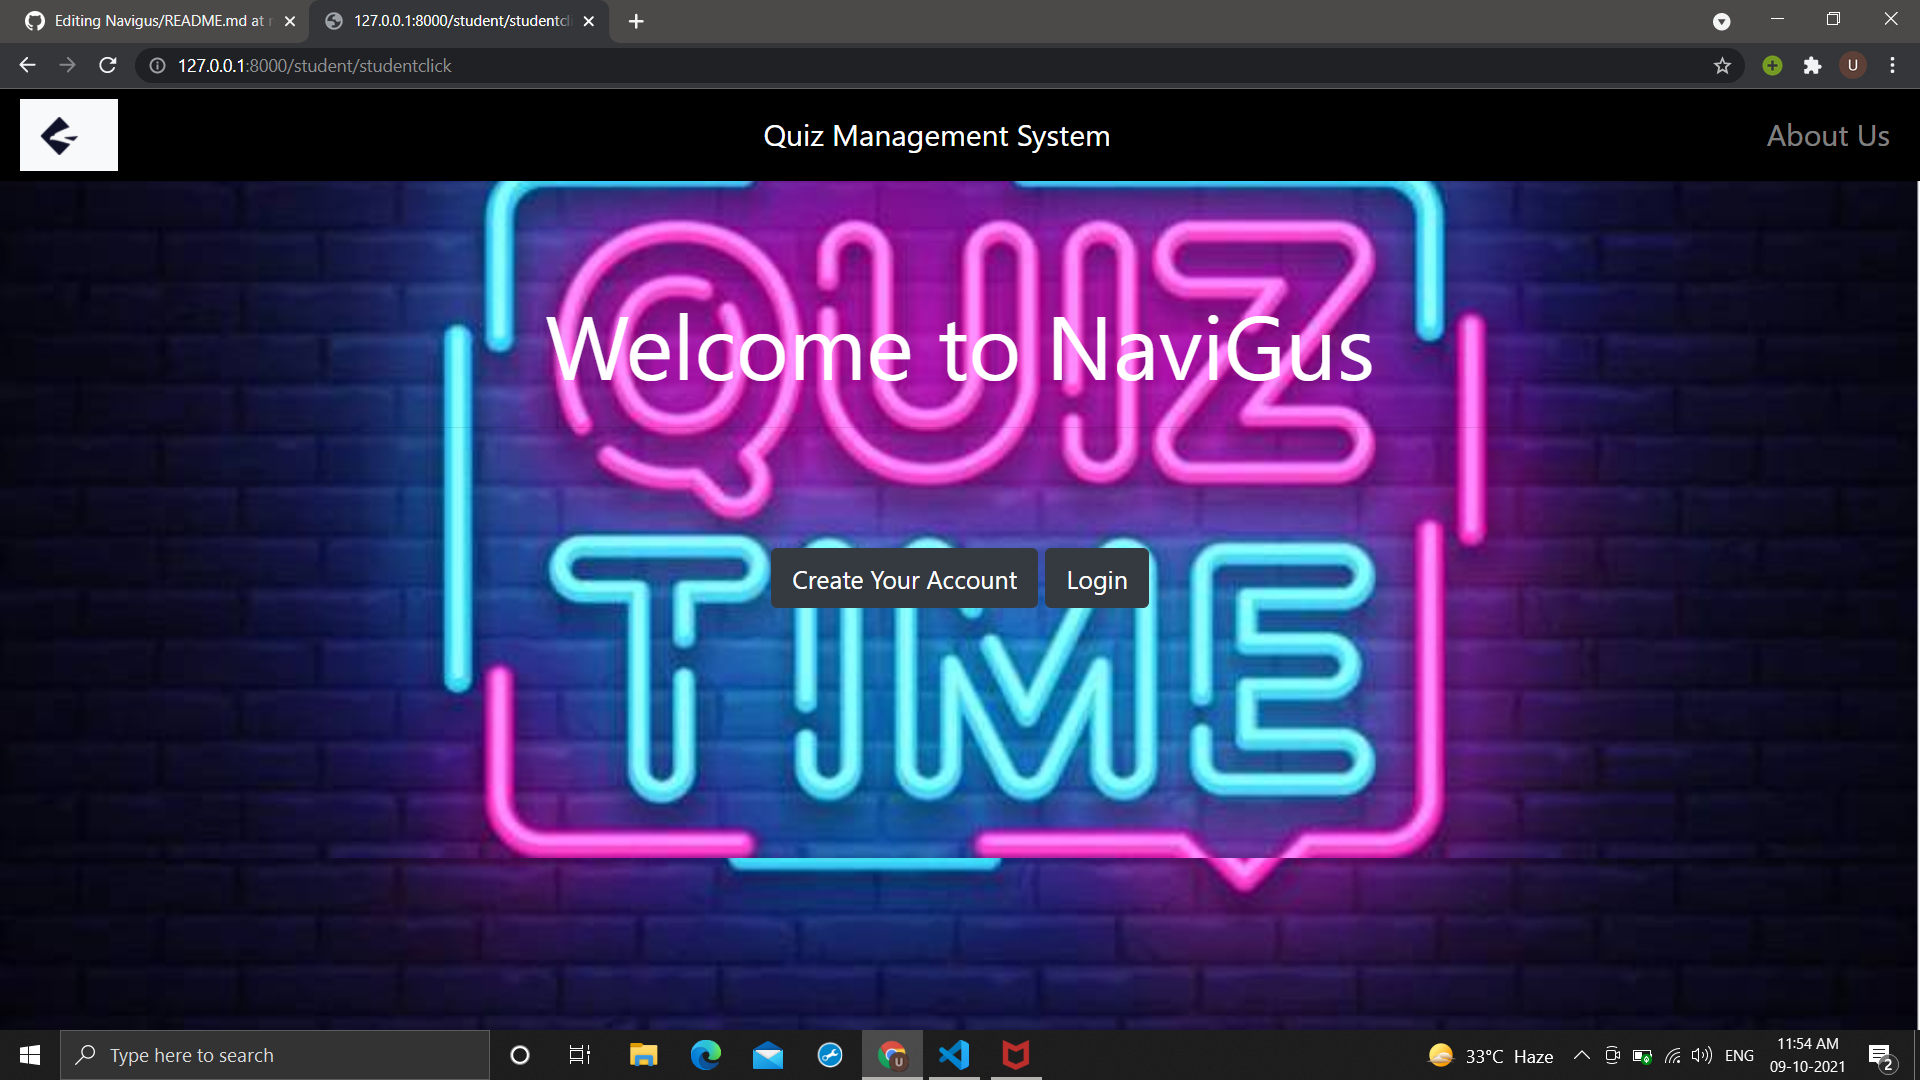 Editing Navigus/README.md at
127.0.0.1:8000/student/studentcl
127.0.0.1:8000/student/studentclick
U
Quiz Management System
About Us
QUIZ
Welcome to NaviGus
Create Your Account
Login
TIME
Type here to search
U
33°C Haze
ENG
11:54 AM
09-10-2021
2